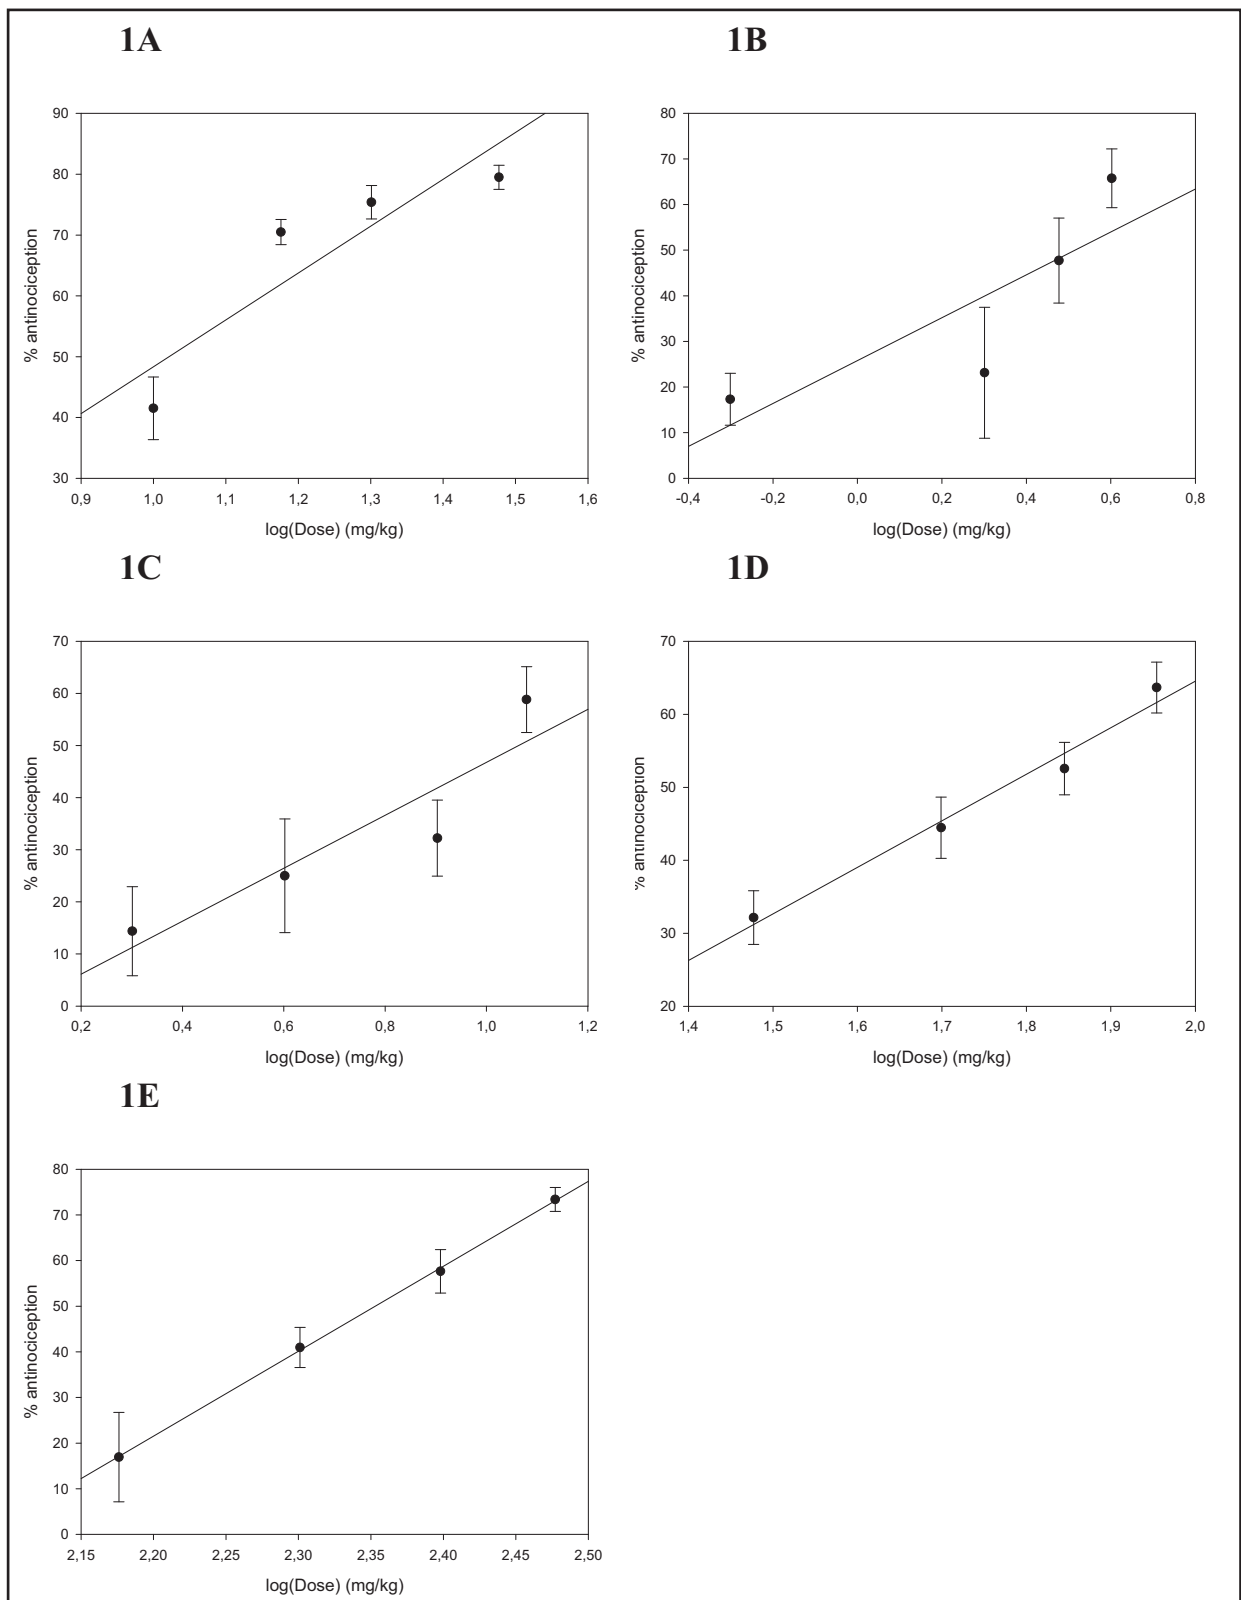 1A
1B
90
80
70
60
50
40
30
% antinociception
0,9 1,0 1,1 1,2 1,3 1,4 1,5 1,6
log(Dose) (mg/kg)
80
70
60
50
40
30
20
10
0
% antinociception
-0,4 -0,2 0,0 0,2 0,4 0,6 0,8
log(Dose) (mg/kg)
1C
1D
70
60
50
40
30
20
10
0
% antinociception
0,2 0,4 0,6 0,8 1,0 1,2
log(Dose) (mg/kg)
70
60
50
40
30
20
% antinociception
1,4 1,5 1,6 1,7 1,8 1,9 2,0
log(Dose) (mg/kg)
1E
80
70
60
50
40
30
20
10
0
% antinociception
2,15 2,20 2,25 2,30 2,35 2,40 2,45 2,50
log(Dose) (mg/kg)